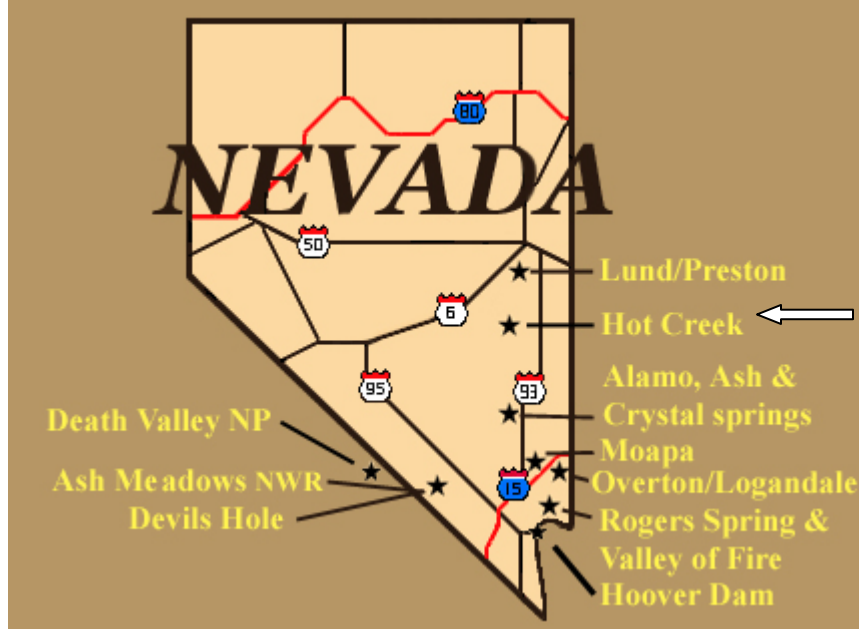 80
NEVADA
50
Lund/Preston
6
Hot Creek
95
93
Alamo, Ash &
Crystal springs
Death Valley NP
Moapa
Ash Meadows NWR
15
Overton/Logandale
Devils Hole
Rogers Spring &
Valley of Fire
Hoover Dam